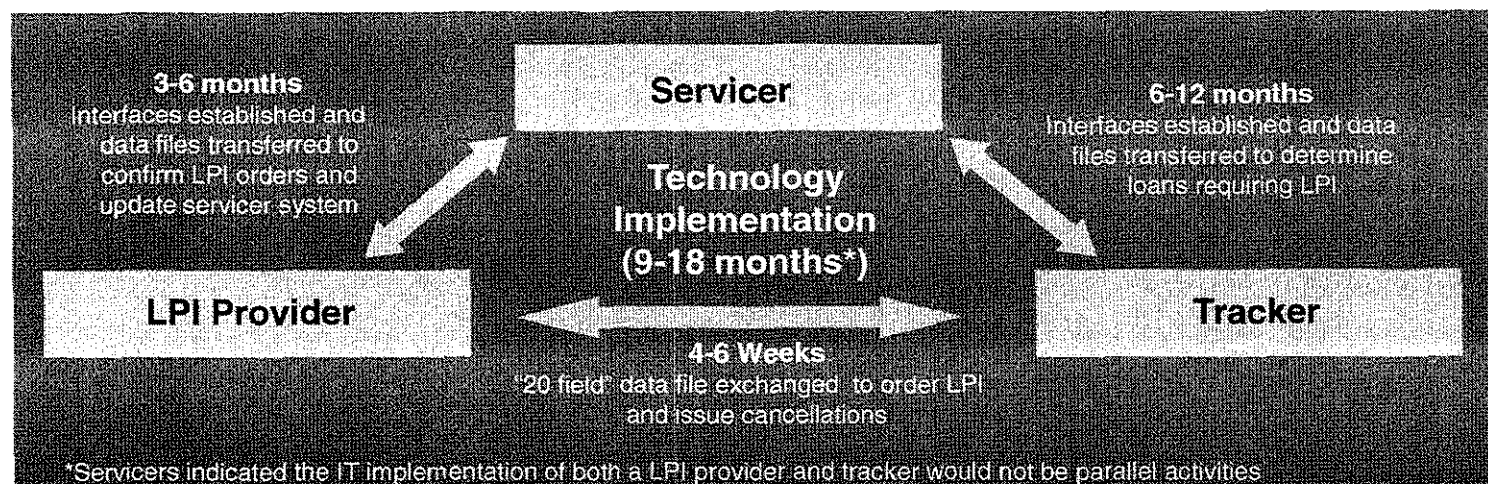 Servicer
3-6 months
Interfaces established and
data files transferred to
confirm LPI orders and
update servicer system
6-12 months
Interfaces established and data
files transferred to determine
loans requiring LPI
Technology
Implementation
(9-18 months*)
LPI Provider
Tracker
4-6 Weeks
"20 field" data file exchanged to order LPI
and issue cancellations
*Servicers indicated the IT implementation of both a LPI provider and tracker would not be parallel activities